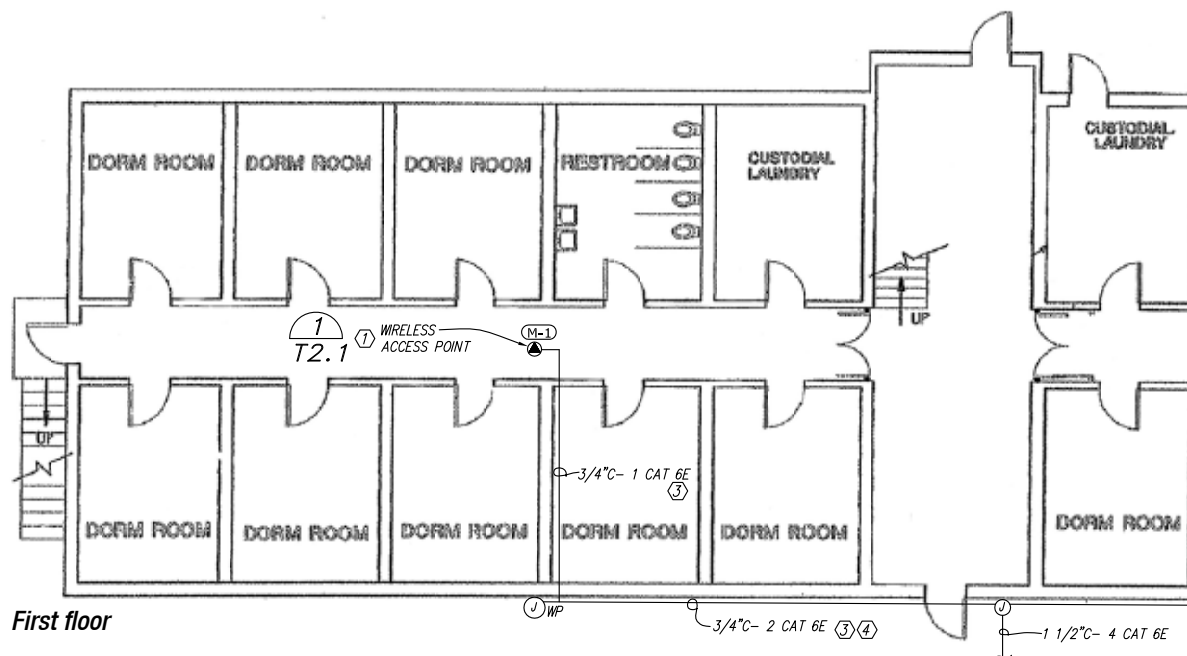 DORM ROOM
DORM ROOM
DORM ROOM
RESTROOM
CUSTODIAL
LAUNDRY
CUSTODIAL
LAUNDRY
UP
1
T2.1
1
WIRELESS
ACCESS POINT
M-1
UP
3/4"C- 1 CAT 6E
3
DORM ROOM
DORM ROOM
DORM ROOM
DORM ROOM
DORM ROOM
DORM ROOM
First floor
J
WP
3/4"C- 2 CAT 6E
3
4
J
1 1/2"C- 4 CAT 6E